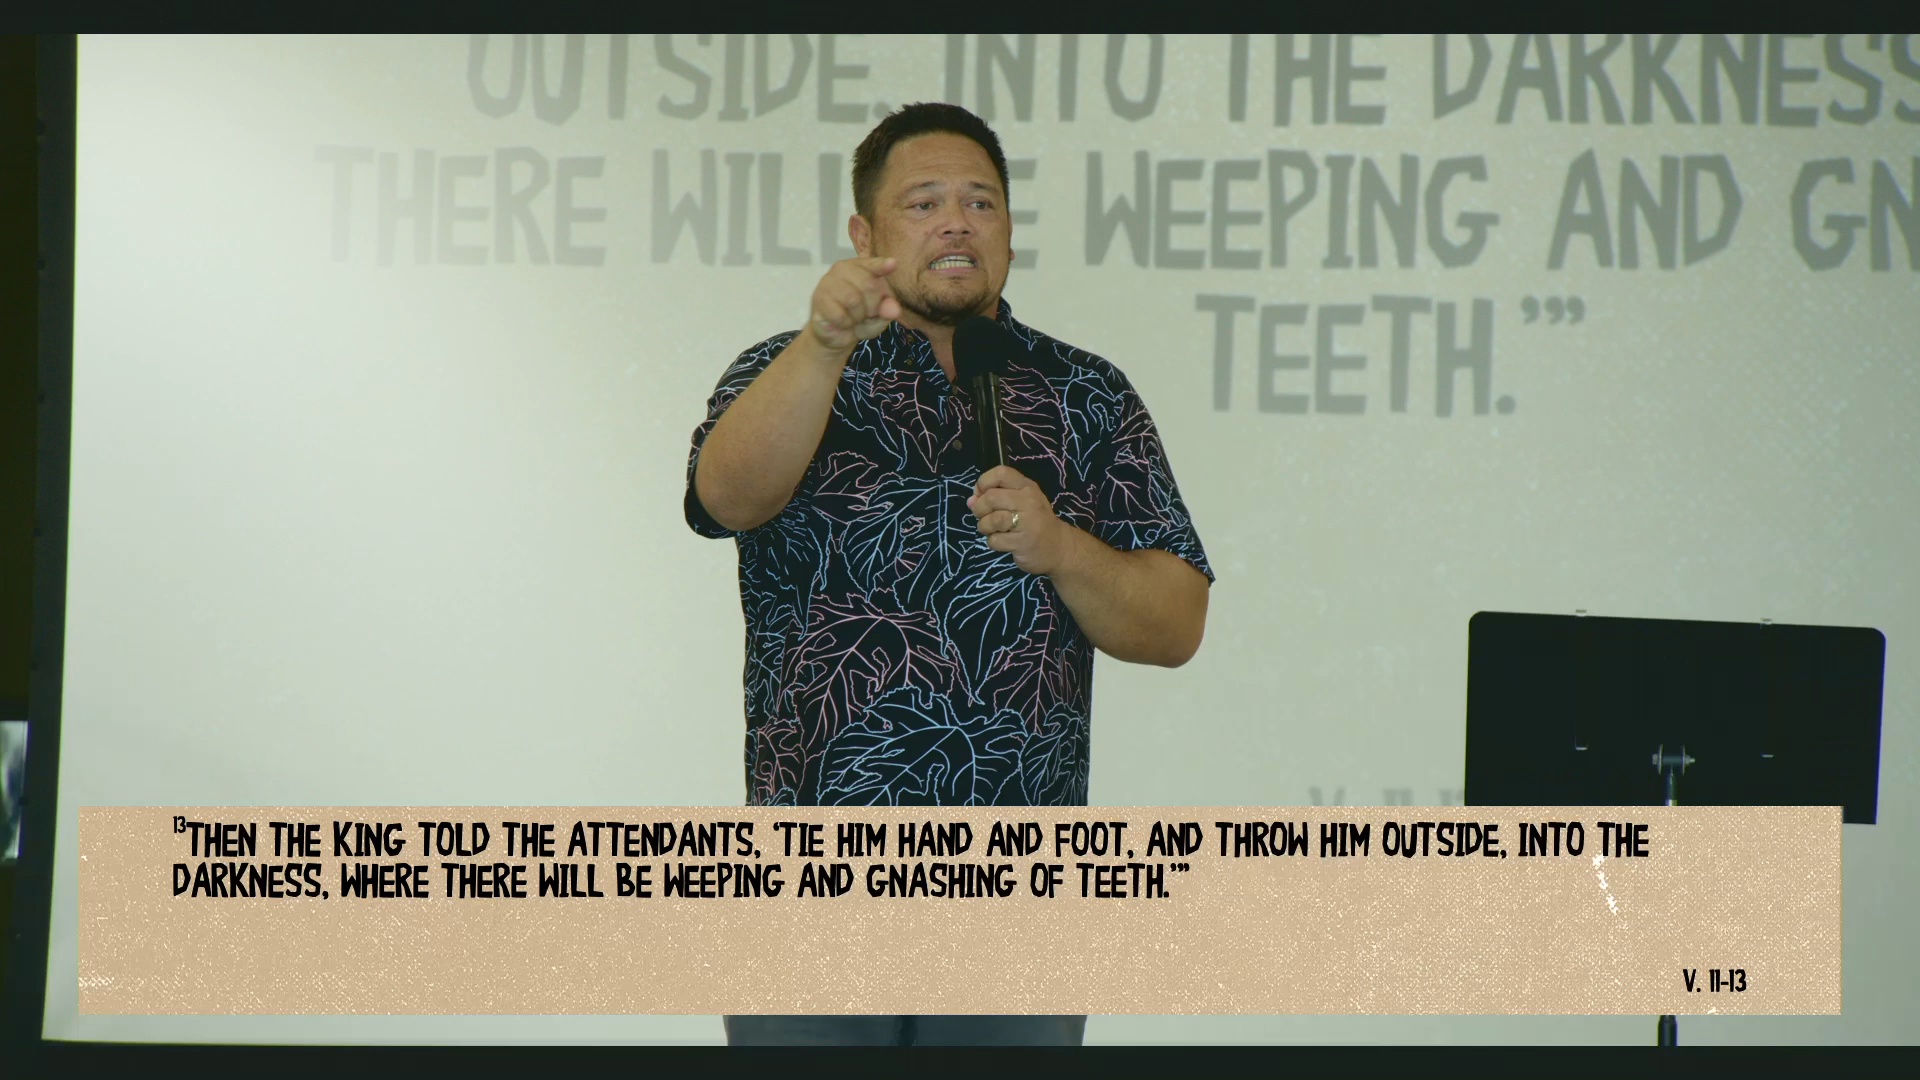 OUTSIDE, INTO THE DARKNESS
THERE WILL BE WEEPING AND GN
TEETH.’”
¹³THEN THE KING TOLD THE ATTENDANTS, ‘TIE HIM HAND AND FOOT, AND THROW HIM OUTSIDE, INTO THE
DARKNESS, WHERE THERE WILL BE WEEPING AND GNASHING OF TEETH.’”
V. 11-13